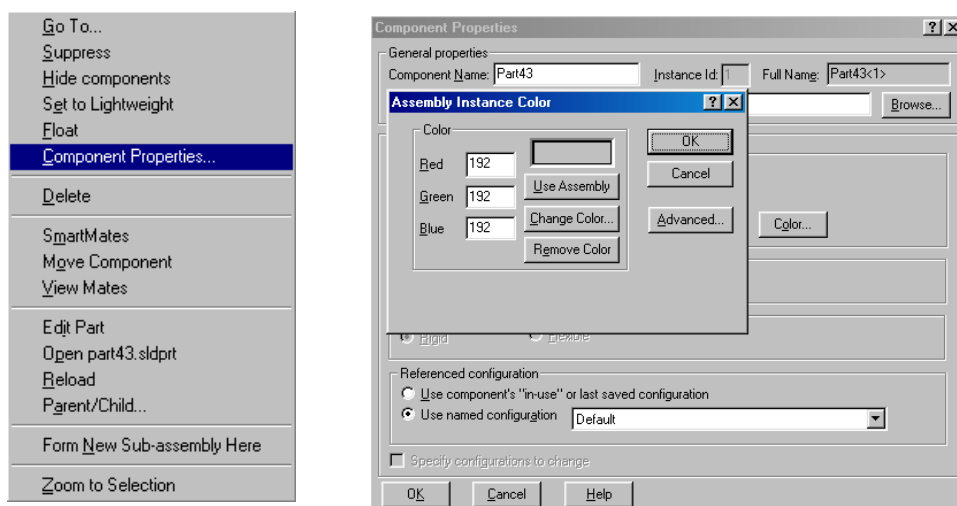 Go To...
Suppress
Hide components
Set to Lightweight
Float
Component Properties...
Delete
SmartMates
Move Component
View Mates
Edit Part
Open part43.sldprt
Reload
Parent/Child...
Form New Sub-assembly Here
Zoom to Selection
Component Properties
General properties
Component Name: Part43 Instance Id: 1 Full Name: Part43<1>
Browse...
Assembly Instance Color
Color
Red 192
Green 192
Blue 192
Use Assembly
Change Color...
Remove Color
OK
Cancel
Advanced...
Color...
Rigid Flexible
Referenced configuration
Use component's "in-use" or last saved configuration
Use named configuration Default
Specify configurations to change
OK Cancel Help